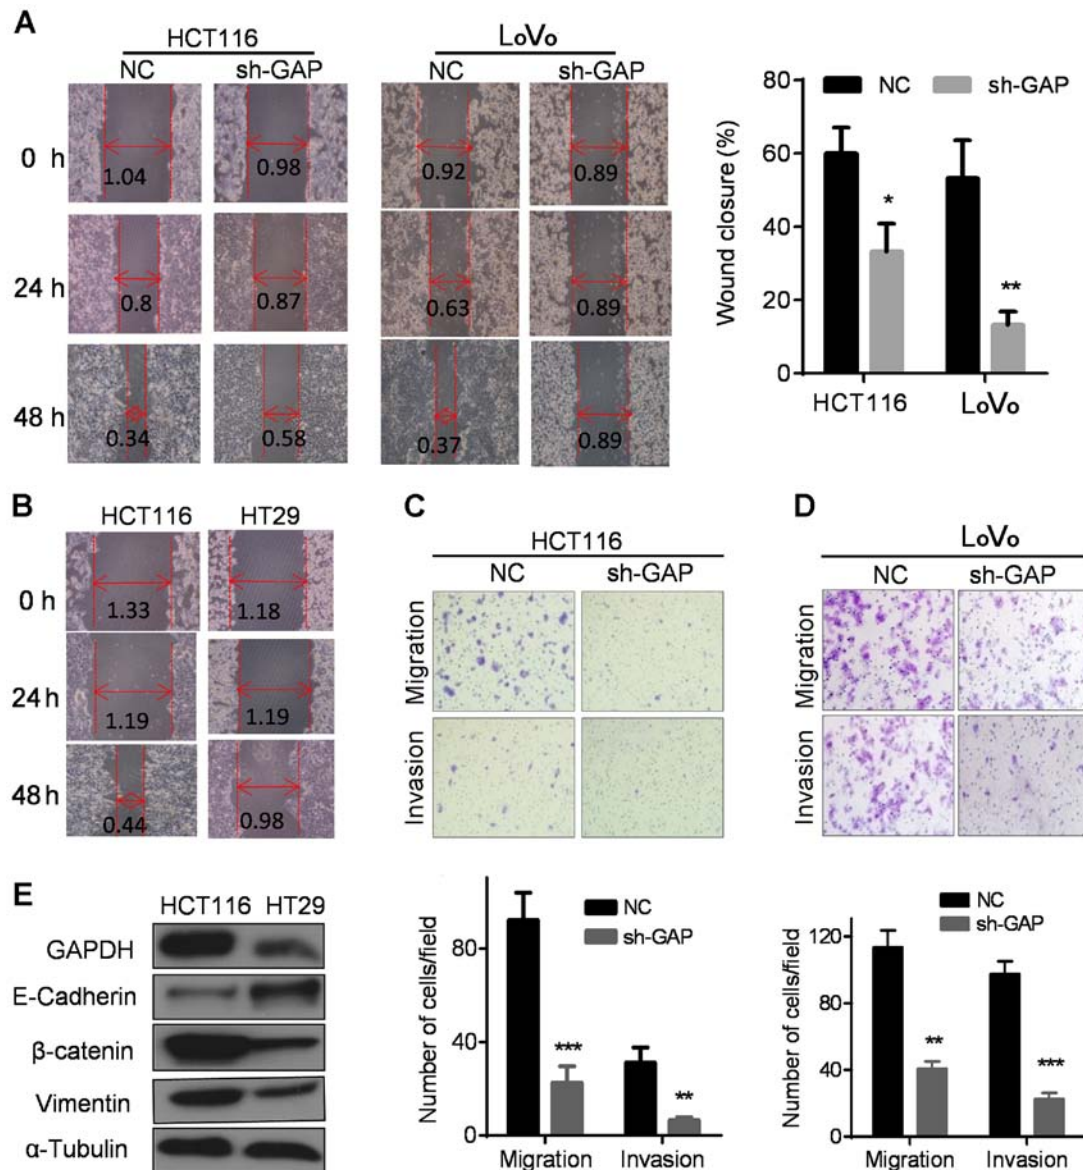 A
HCT116
NC sh-GAP
LoVo
NC sh-GAP
0 h
1.04
0.98
0.92
0.89
24 h
0.8
0.87
0.63
0.89
48 h
0.34
0.58
0.37
0.89
NC sh-GAP
Wound closure (%)
80
60
40
20
0
*
**
HCT116 LoVo
B
HCT116 HT29
0 h
1.33
1.18
24 h
1.19
1.19
48 h
0.44
0.98
C
HCT116
NC sh-GAP
Migration
Invasion
Number of cells/field
80
40
0
NC
sh-GAP
***
**
Migration Invasion
D
LoVo
NC sh-GAP
Migration
Invasion
Number of cells/field
120
80
40
0
NC
sh-GAP
**
***
Migration Invasion
E
HCT116 HT29
GAPDH
E-Cadherin
β-catenin
Vimentin
α-Tubulin